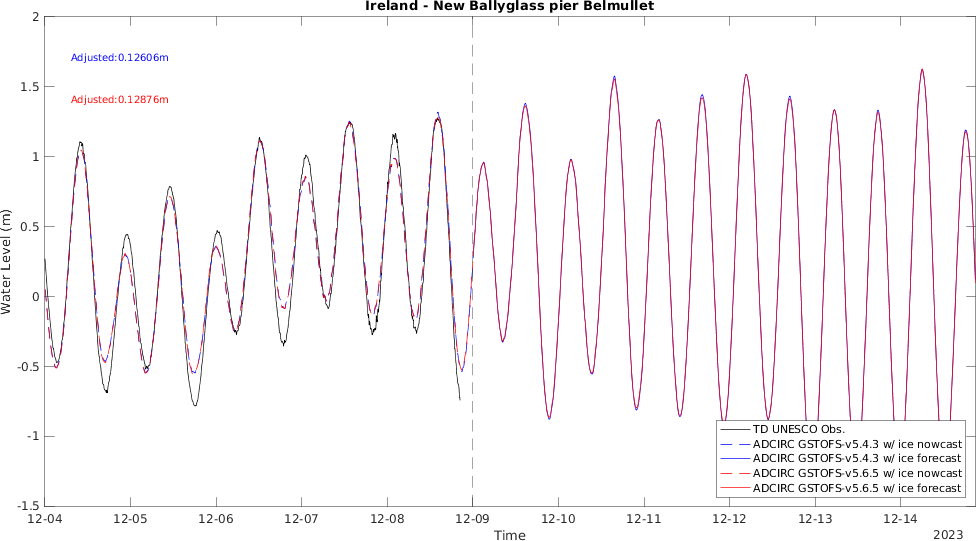 Ireland - New Ballyglass pier Belmullet
2
1.5
1
0.5
0
-0.5
-1
-1.5
Water Level (m)
Adjusted:0.12606m
Adjusted:0.12876m
TD UNESCO Obs.
ADCIRC GSTOFS-v5.4.3 w/ ice nowcast
ADCIRC GSTOFS-v5.4.3 w/ ice forecast
ADCIRC GSTOFS-v5.6.5 w/ ice nowcast
ADCIRC GSTOFS-v5.6.5 w/ ice forecast
12-04 12-05 12-06 12-07 12-08 12-09 12-10 12-11 12-12 12-13 12-14
Time
2023